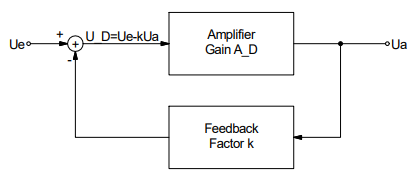 +
U_D=Ue-kUa
Amplifier
Gain A_D
Ue
+
Ua
-
Feedback
Factor k